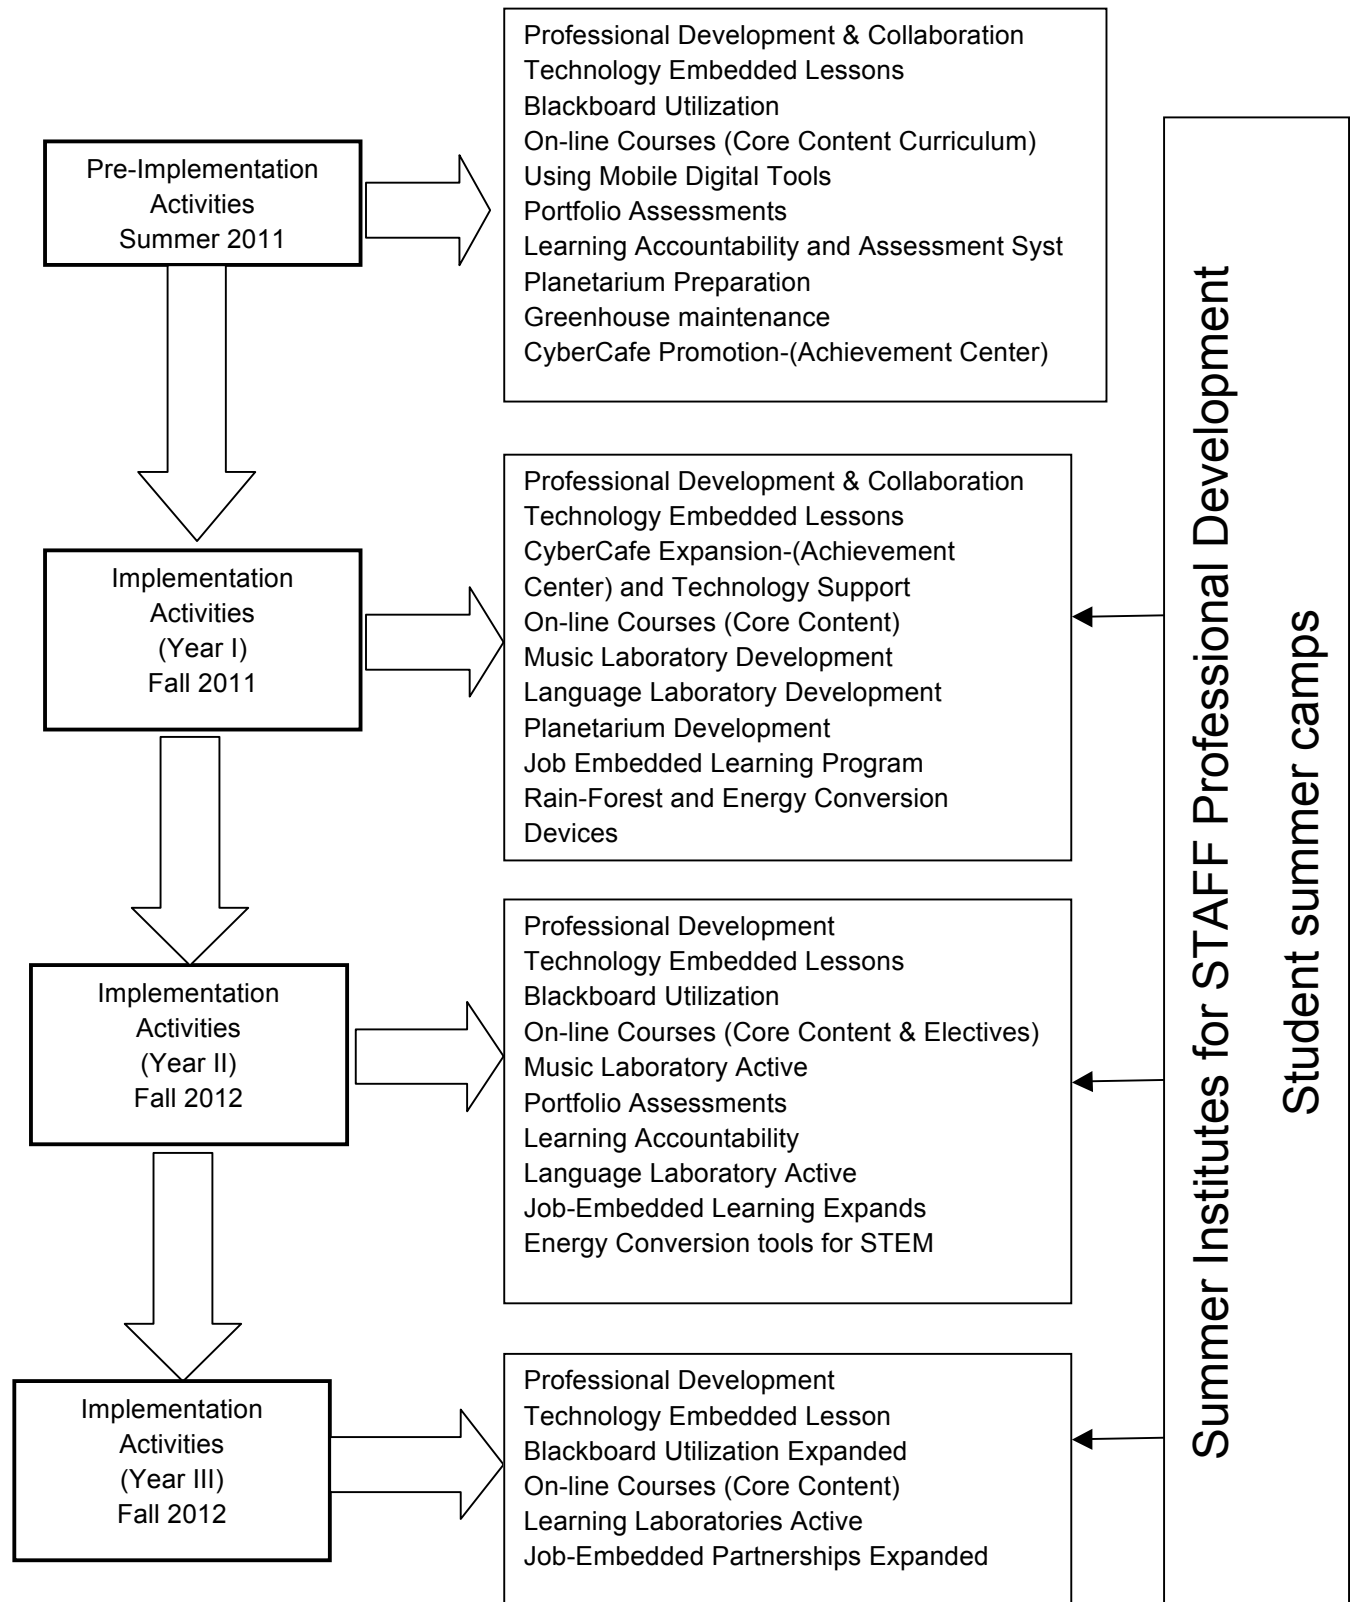 Pre-Implementation
Activities
Summer 2011
Professional Development & Collaboration
Technology Embedded Lessons
Blackboard Utilization
On-line Courses (Core Content Curriculum)
Using Mobile Digital Tools
Portfolio Assessments
Learning Accountability and Assessment Syst
Planetarium Preparation
Greenhouse maintenance
CyberCafe Promotion-(Achievement Center)
Implementation
Activities
(Year I)
Fall 2011
Professional Development & Collaboration
Technology Embedded Lessons
CyberCafe Expansion-(Achievement
Center) and Technology Support
On-line Courses (Core Content)
Music Laboratory Development
Language Laboratory Development
Planetarium Development
Job Embedded Learning Program
Rain-Forest and Energy Conversion
Devices
Implementation
Activities
(Year II)
Fall 2012
Professional Development
Technology Embedded Lessons
Blackboard Utilization
On-line Courses (Core Content & Electives)
Music Laboratory Active
Portfolio Assessments
Learning Accountability
Language Laboratory Active
Job-Embedded Learning Expands
Energy Conversion tools for STEM
Implementation
Activities
(Year III)
Fall 2012
Professional Development
Technology Embedded Lesson
Blackboard Utilization Expanded
On-line Courses (Core Content)
Learning Laboratories Active
Job-Embedded Partnerships Expanded
Summer Institutes for STAFF Professional Development
Student summer camps